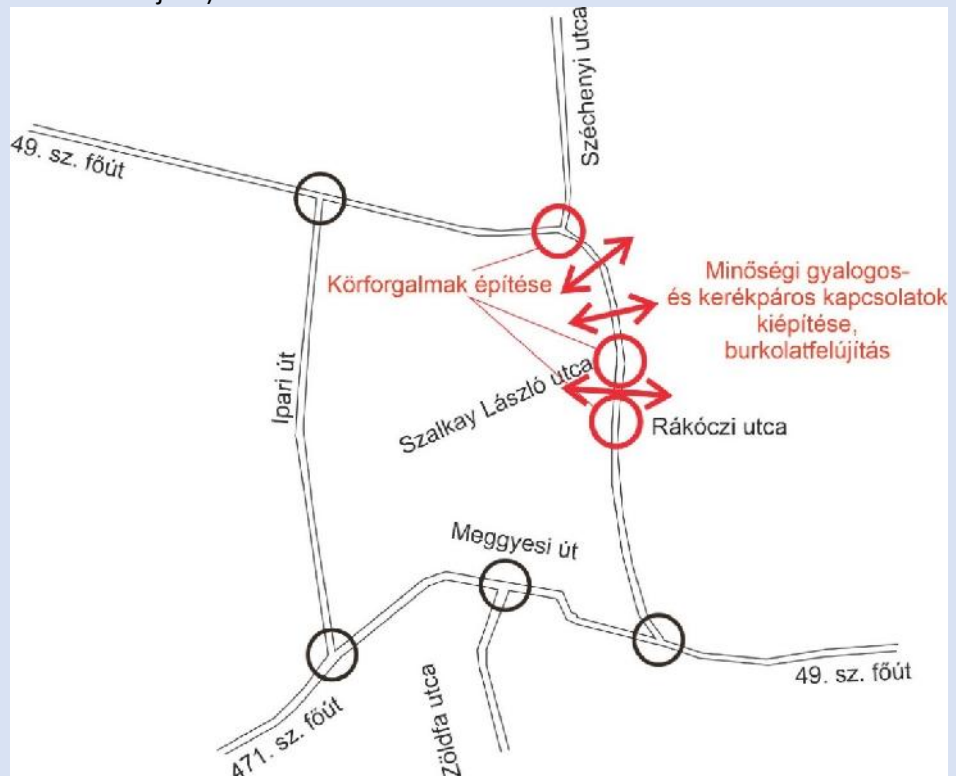 Széchenyi utca
49. sz. főút
Körforgalmak építése
Minőségi gyalogos-
és kerékpáros kapcsolatok
kiépítése,
burkolatfelújítás
Ipari út
Szalkay László utca
Rákóczi utca
Meggyesi út
49. sz. főút
471. sz. főút
Zöldfa utca